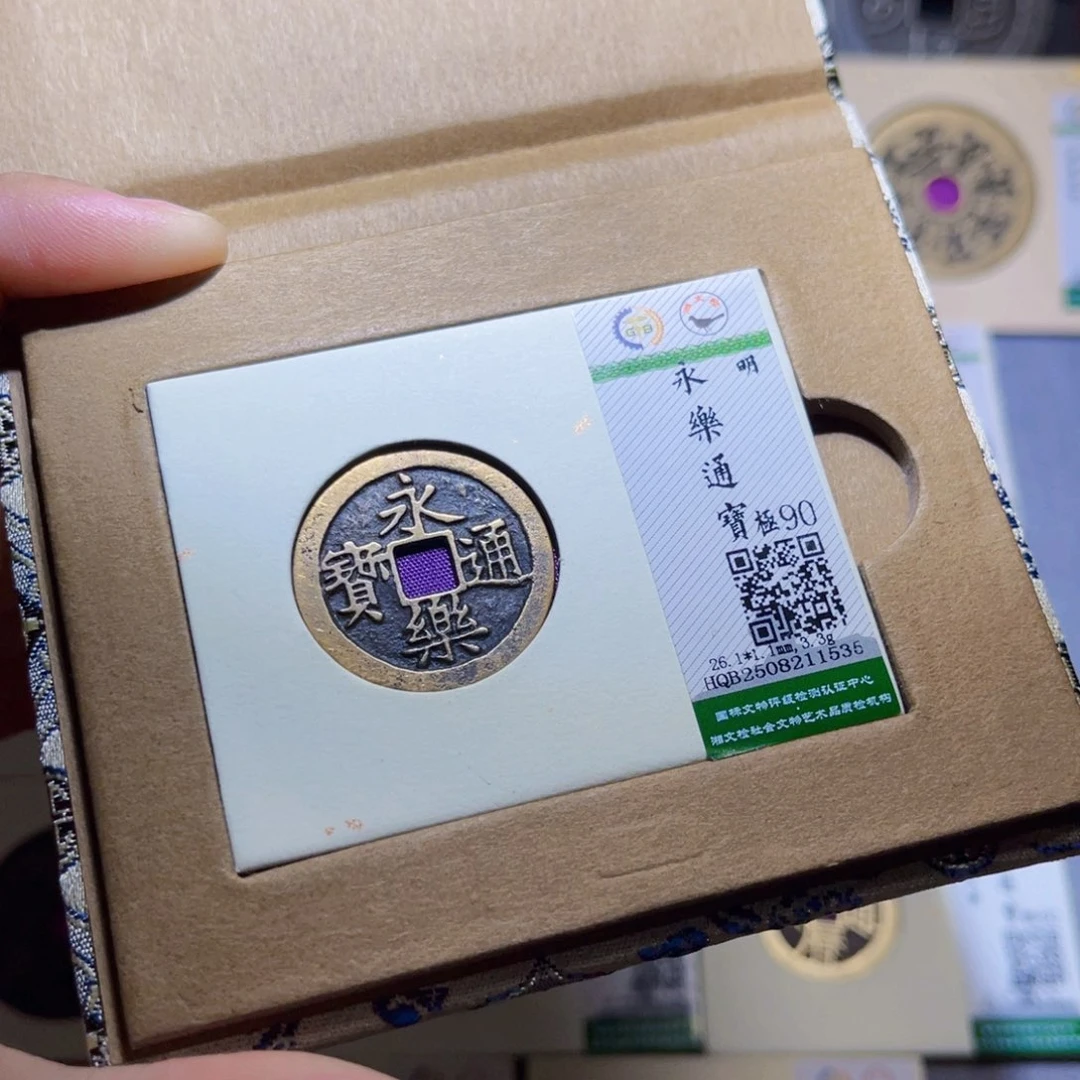 永
樂
通
寶
明
永樂通寶
極90
26.1*1.1mm,3.3g
HQB2508211535
国标文物评级检测认证中心
湘文检社会文物艺术品质检机构